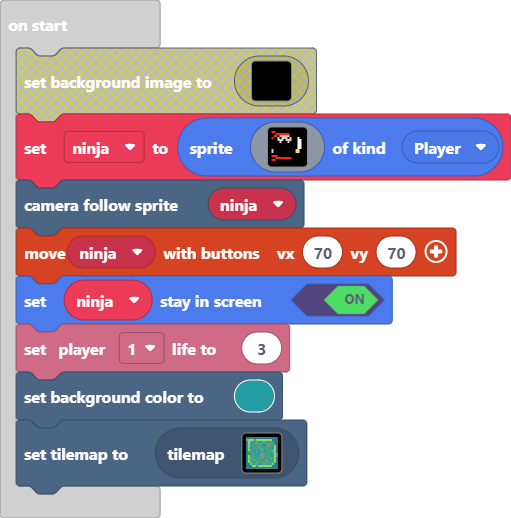 on start
set background image to
set ninja to sprite of kind Player
camera follow sprite ninja
move ninja with buttons vx 70 vy 70
set ninja stay in screen ON
set player 1 life to 3
set background color to
set tilemap to tilemap